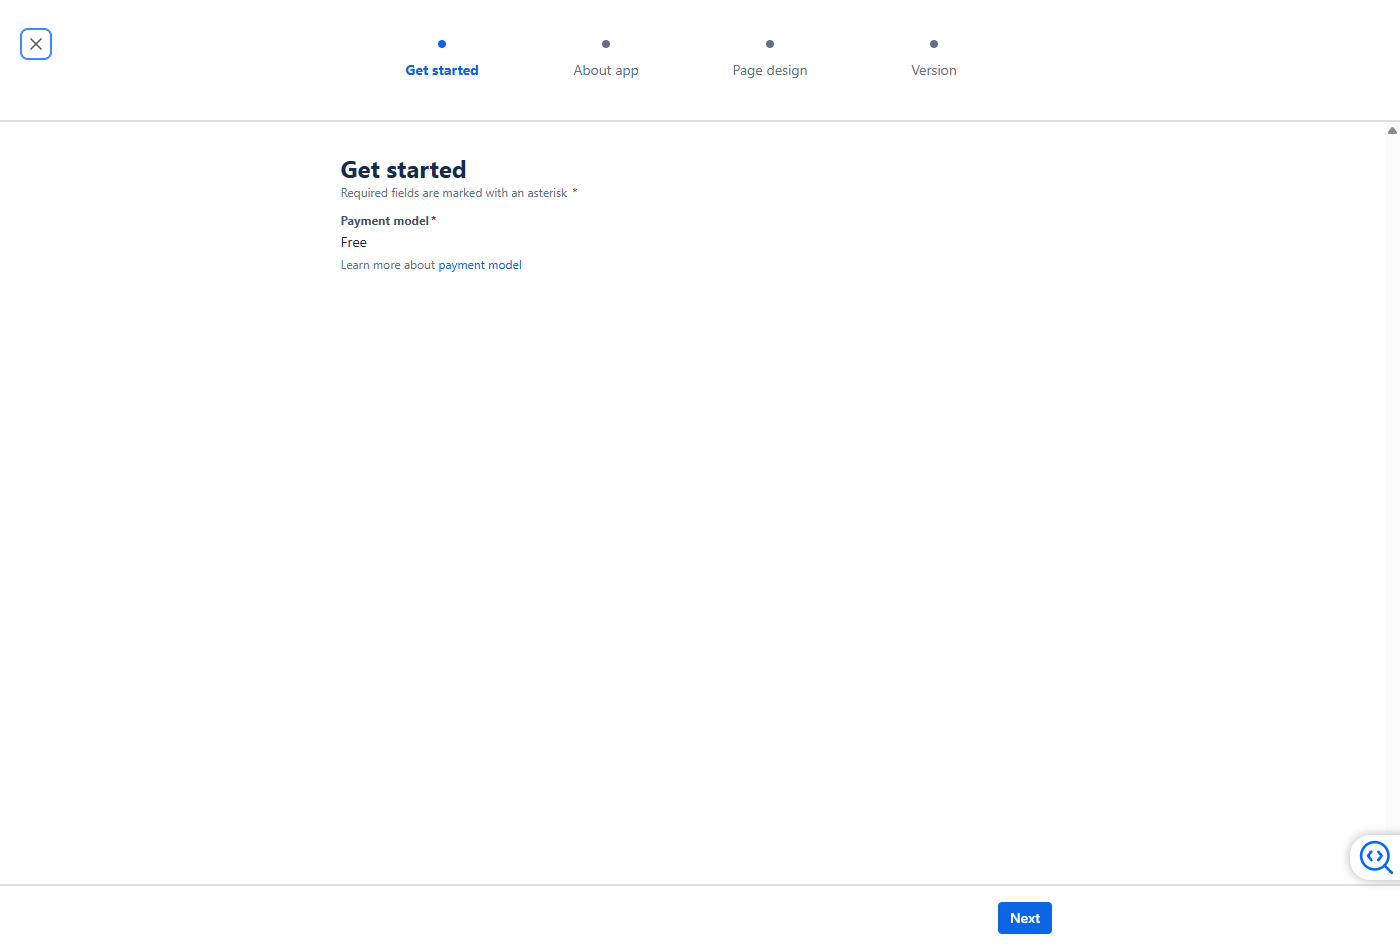 Get started
About app
Page design
Version
Get started
Required fields are marked with an asterisk *
Payment model*
Free
Learn more about payment model
Next